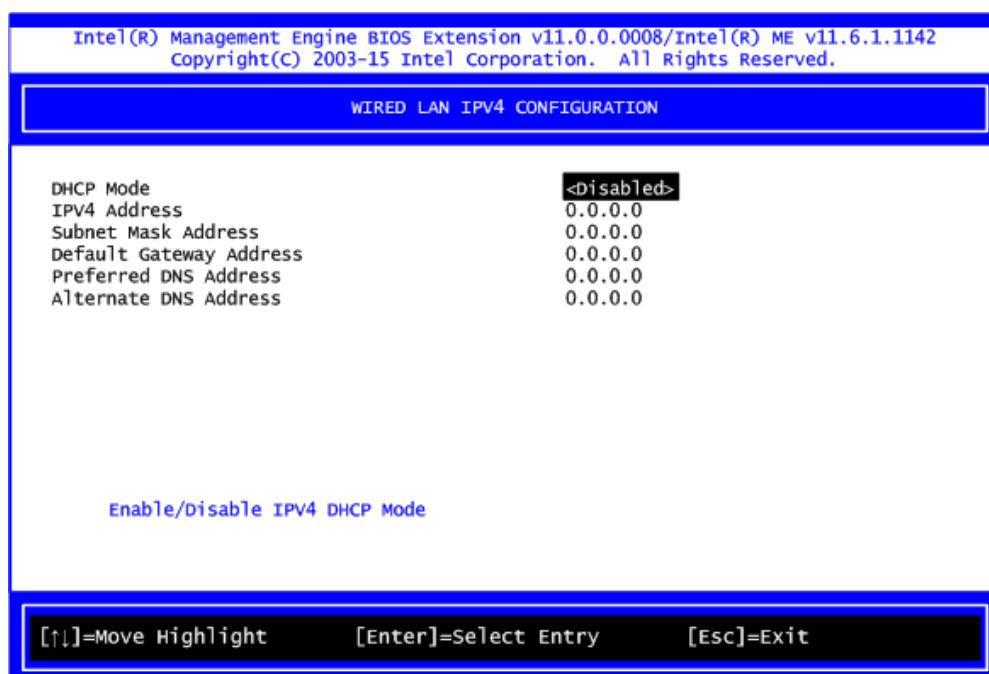 Intel(R) Management Engine BIOS Extension v11.0.0.0008/Intel(R) ME v11.6.1.1142
Copyright(C) 2003-15 Intel Corporation. All Rights Reserved.
WIRED LAN IPV4 CONFIGURATION
DHCP Mode <Disabled>
IPV4 Address 0.0.0.0
Subnet Mask Address 0.0.0.0
Default Gateway Address 0.0.0.0
Preferred DNS Address 0.0.0.0
Alternate DNS Address 0.0.0.0
Enable/Disable IPV4 DHCP Mode
[↑↓]=Move Highlight [Enter]=Select Entry [Esc]=Exit